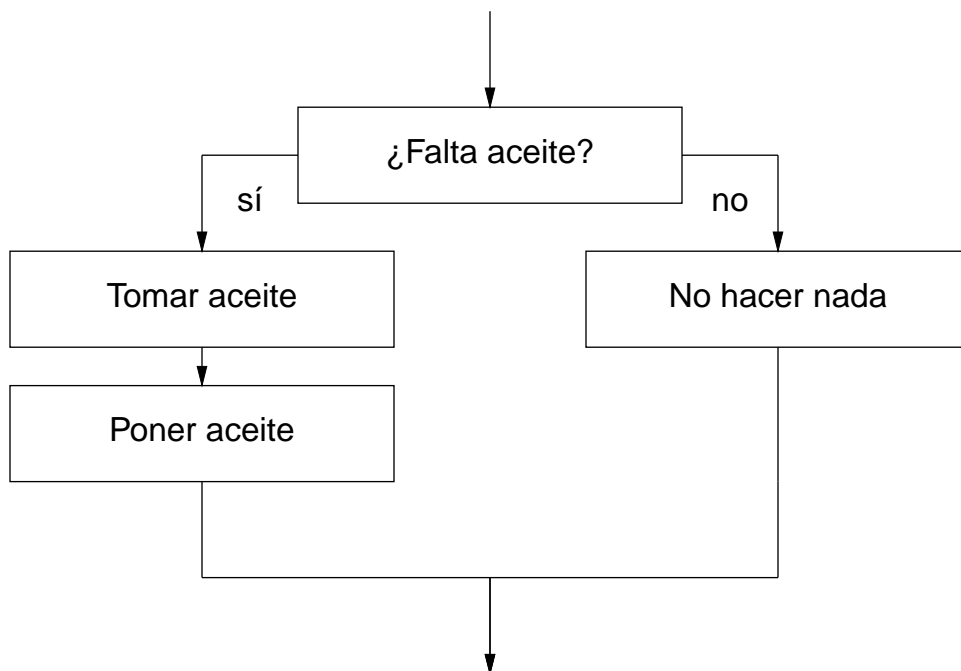 ¿Falta aceite?
sí
no
Tomar aceite
No hacer nada
Poner aceite